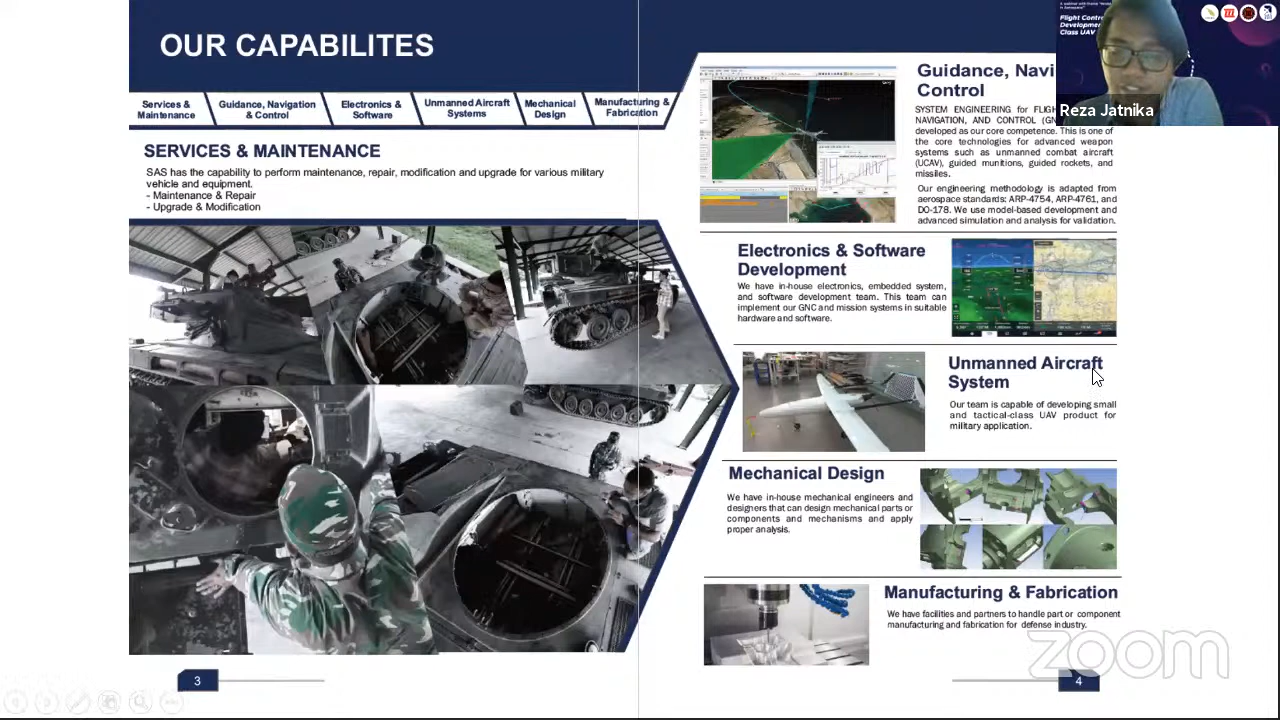 OUR CAPABILITES
Services &
Maintenance
Guidance, Navigation
& Control
Electronics &
Software
Unmanned Aircraft
Systems
Mechanical
Design
Manufacturing &
Fabrication
SERVICES & MAINTENANCE
SAS has the capability to perform maintenance, repair, modification and upgrade for various military
vehicle and equipment.
- Maintenance & Repair
- Upgrade & Modification
3
Guidance, Navi
Control
SYSTEM ENGINEERING for FLIGH
NAVIGATION, AND CONTROL (GN
developed as our core competence. This is one of
the core technologies for advanced weapon
systems such as unmanned combat aircraft
(UCAV), guided munitions, guided rockets, and
missiles.
Our engineering methodology is adapted from
aerospace standards: ARP-4754, ARP-4761, and
DO-178. We use model-based development and
advanced simulation and analysis for validation.
Electronics & Software
Development
We have in-house electronics, embedded system,
and software development team. This team can
implement our GNC and mission systems in suitable
hardware and software.
Unmanned Aircraft
System
Our team is capable of developing small
and tactical-class UAV product for
military application.
Mechanical Design
We have in-house mechanical engineers and
designers that can design mechanical parts or
components and mechanisms and apply
proper analysis.
Manufacturing & Fabrication
We have facilities and partners to handle part or component
manufacturing and fabrication for defense industry.
4
Flight Contr
Developme
Class UAV
Reza Jatnika
zoom